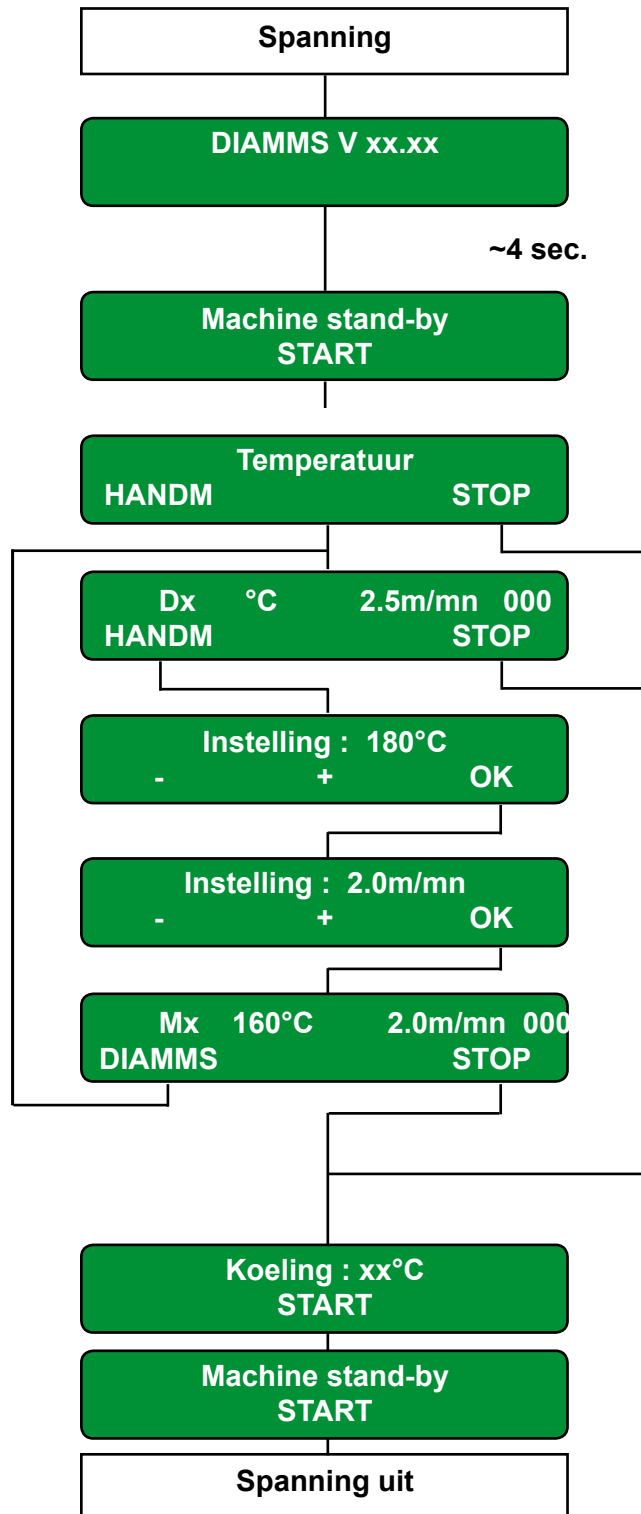 Spanning
DIAMMS V xx.xx
~4 sec.
Machine stand-by
START
Temperatuur
HANDM STOP
Dx °C 2.5m/mn 000
HANDM STOP
Instelling : 180°C
- + OK
Instelling : 2.0m/mn
- + OK
Mx 160°C 2.0m/mn 000
DIAMMS STOP
Koeling : xx°C
START
Machine stand-by
START
Spanning uit